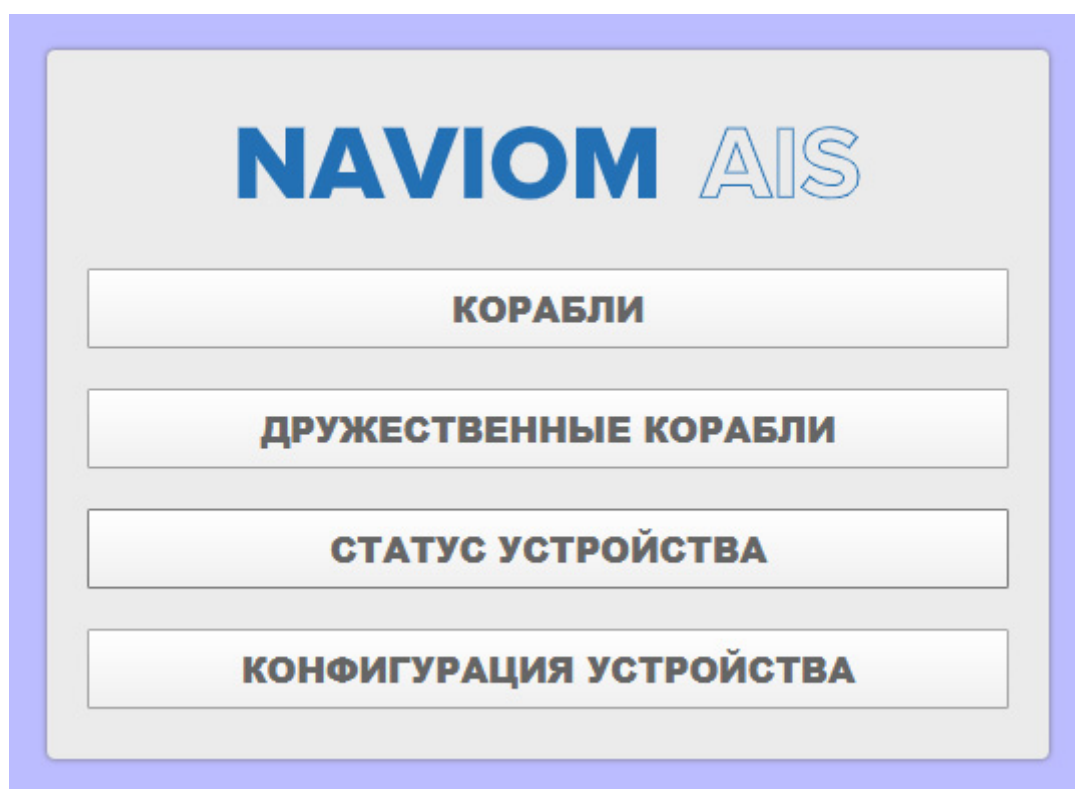 NAVIOM AIS
КОРАБЛИ
ДРУЖЕСТВЕННЫЕ КОРАБЛИ
СТАТУС УСТРОЙСТВА
КОНФИГУРАЦИЯ УСТРОЙСТВА